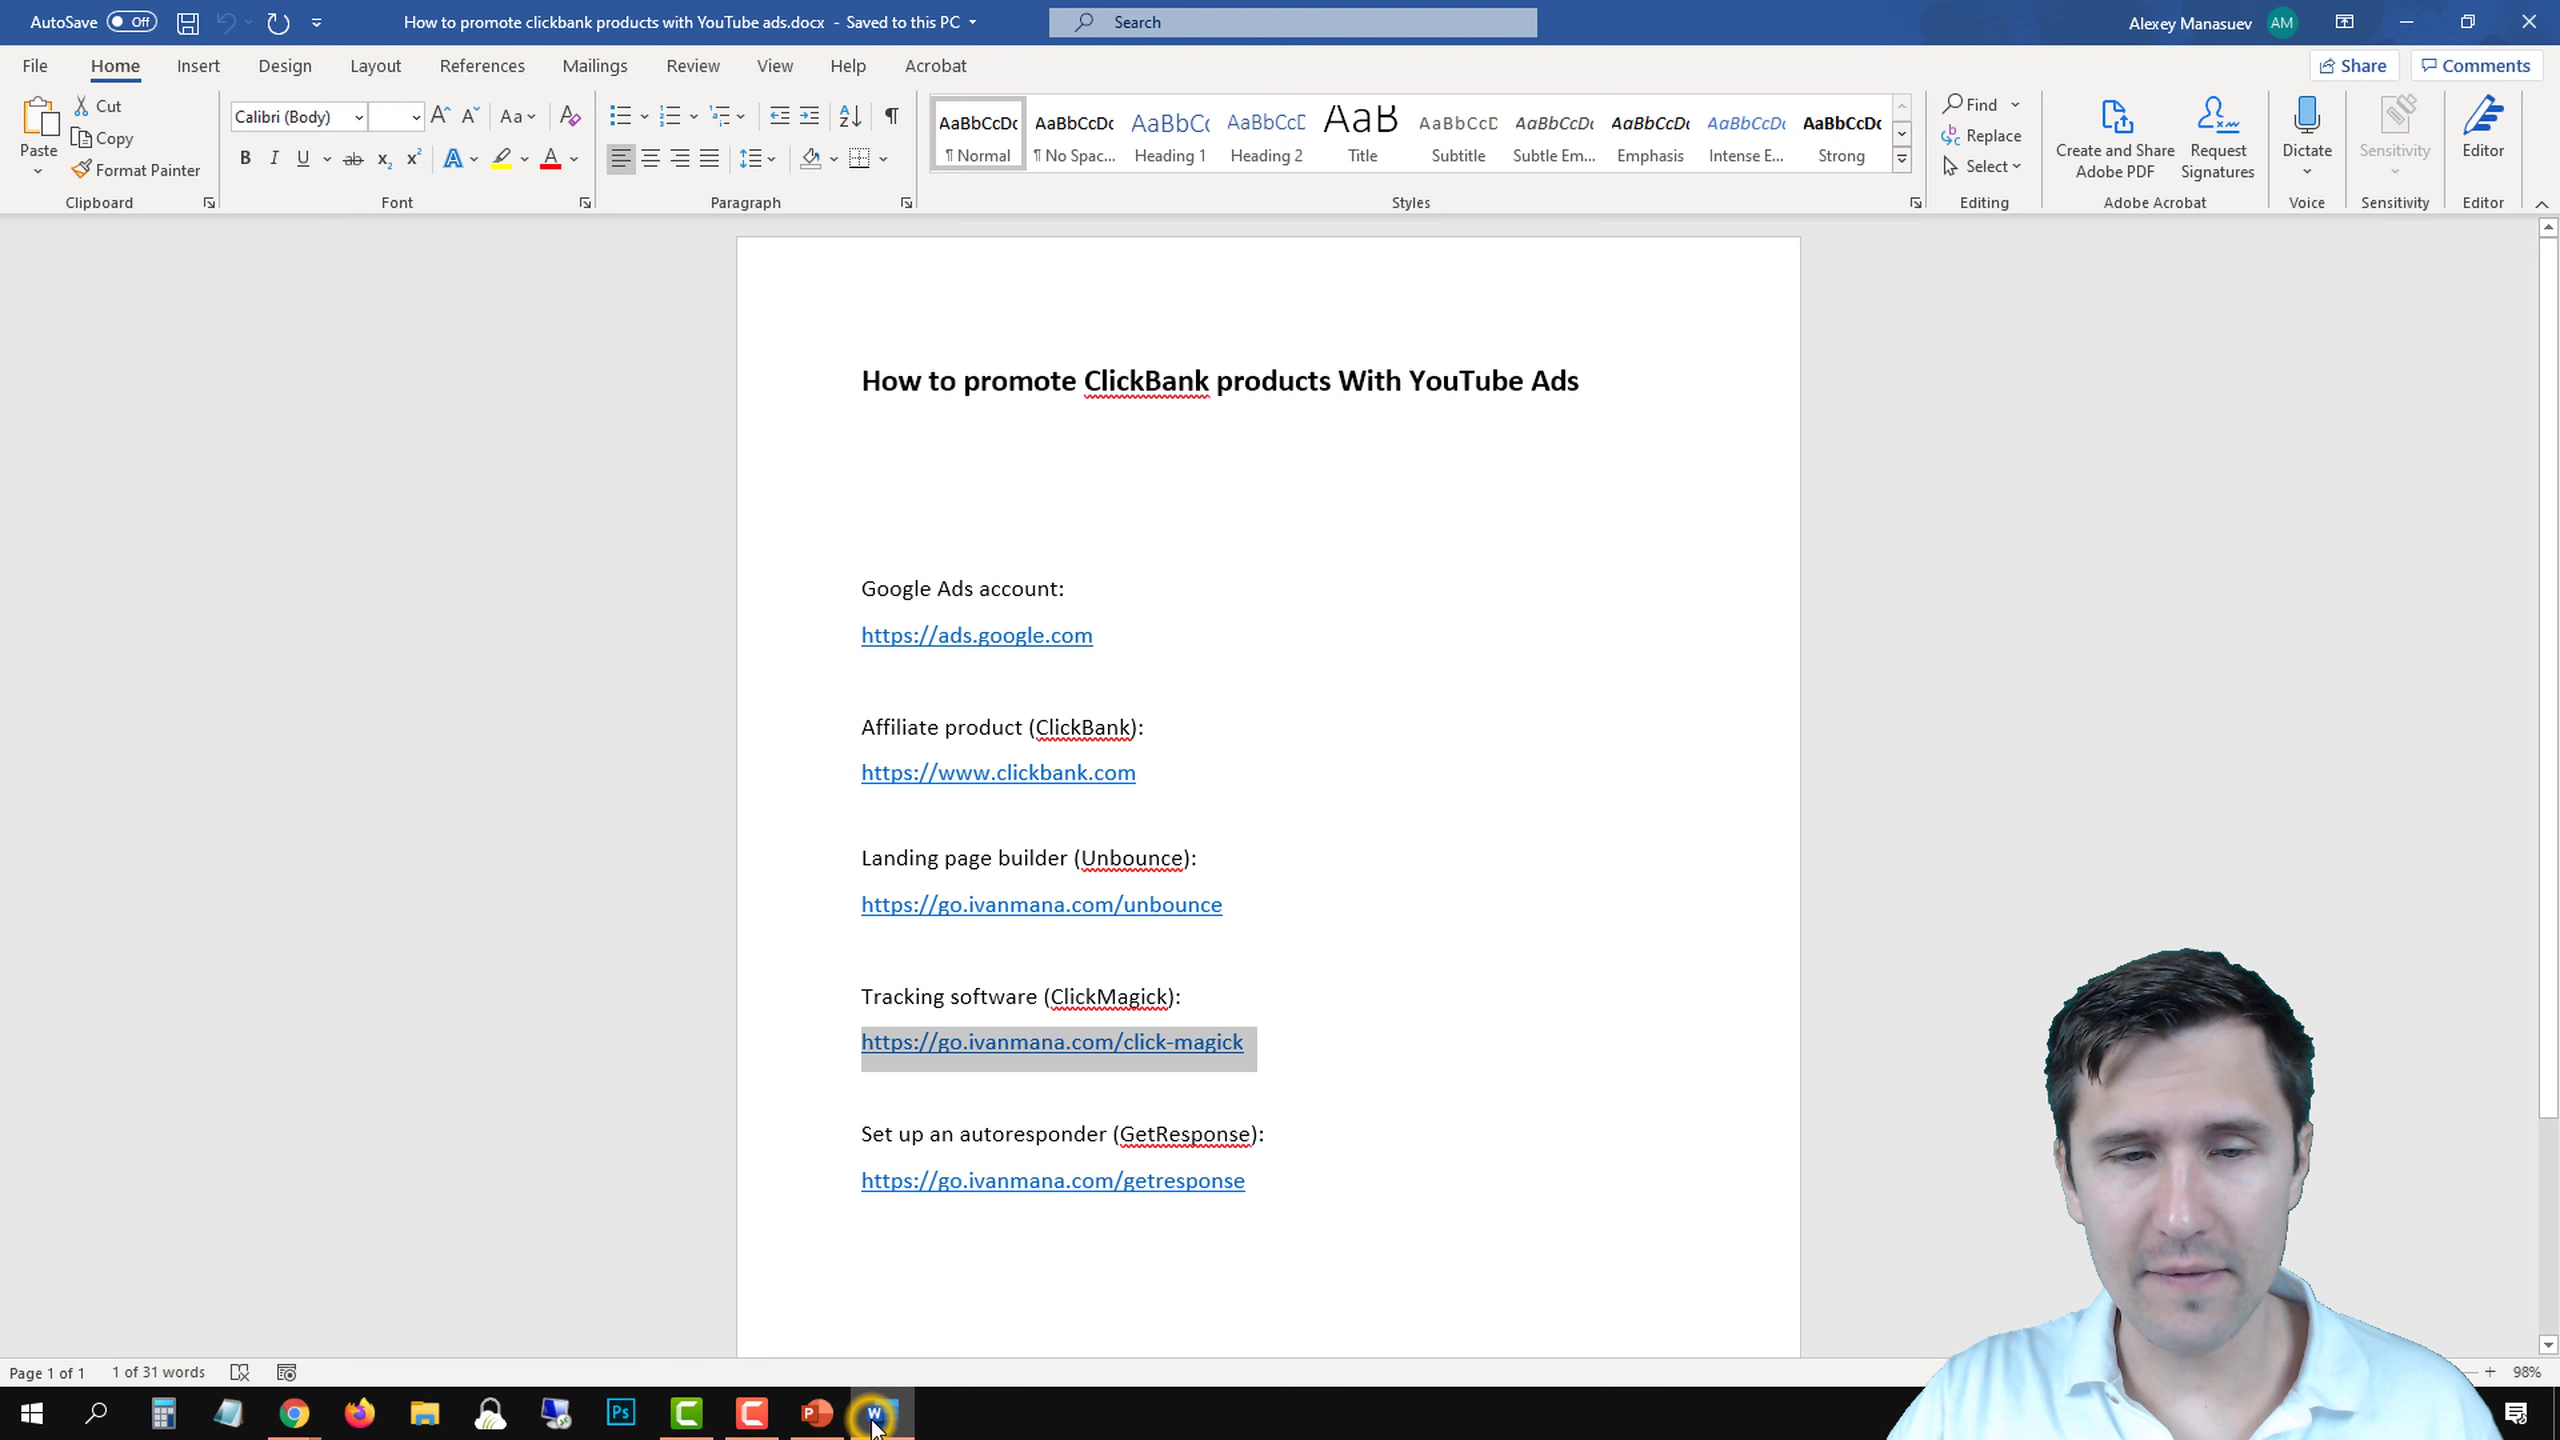 AutoSave Off How to promote clickbank products with YouTube ads.docx - Saved to this PC Search Alexey Manasuev AM
File Home Insert Design Layout References Mailings Review View Help Acrobat Share Comments
Paste
Cut
Copy
Format Painter
Clipboard
Calibri (Body)
Font
Paragraph
AaBbCcDc ¶ Normal
AaBbCcDc ¶ No Spac...
AaBbCc Heading 1
AaBbCcD Heading 2
AaB Title
AaBbCcD Subtitle
AaBbCcDc Subtle Em...
AaBbCcDc Emphasis
AaBbCcDc Intense E...
AaBbCcDc Strong
Styles
Find
Replace
Select
Editing
Create and Share Adobe PDF
Request Signatures
Adobe Acrobat
Dictate
Voice
Sensitivity
Sensitivity
Editor
Editor
How to promote ClickBank products With YouTube Ads
Google Ads account:
https://ads.google.com
Affiliate product (ClickBank):
https://www.clickbank.com
Landing page builder (Unbounce):
https://go.ivanmana.com/unbounce
Tracking software (ClickMagick):
https://go.ivanmana.com/click-magick
Set up an autoresponder (GetResponse):
https://go.ivanmana.com/getresponse
Page 1 of 1 1 of 31 words 98%